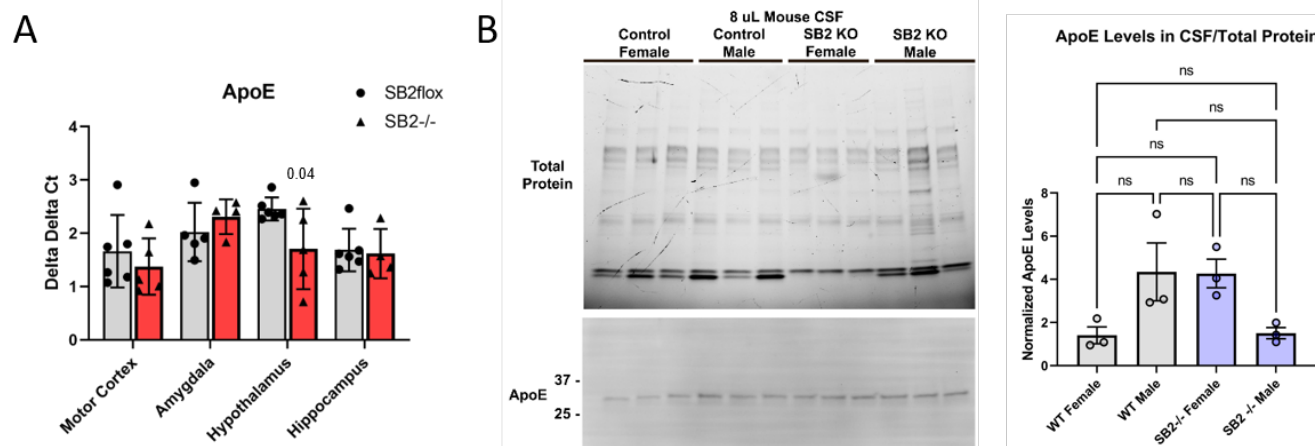 A
ApoE
SB2flox
SB2-/-
Delta Delta Ct
4
3
2
1
0
0.04
Motor Cortex
Amygdala
Hypothalamus
Hippocampus
B
8 uL Mouse CSF
Control Female
Control Male
SB2 KO Female
SB2 KO Male
Total Protein
ApoE
37 -
25 -
ApoE Levels in CSF/Total Protein
ns
ns
ns
ns
ns
ns
Normalized ApoE Levels
8
6
4
2
0
WT Female
WT Male
SB2-/- Female
SB2 -/- Male